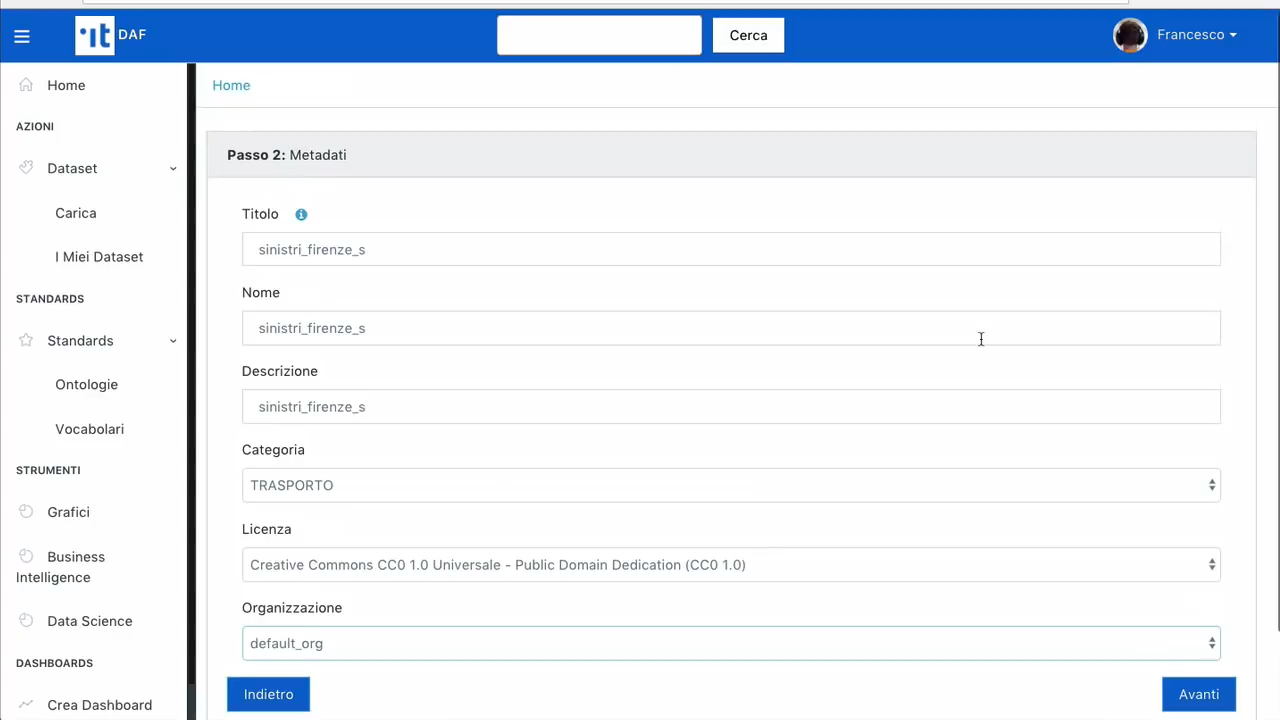 ·it DAF
Cerca
Francesco
Home
AZIONI
Dataset
Carica
I Miei Dataset
STANDARDS
Standards
Ontologie
Vocabolari
STRUMENTI
Grafici
Business
Intelligence
Data Science
DASHBOARDS
Crea Dashboard
Home
Passo 2: Metadati
Titolo
sinistri_firenze_s
Nome
sinistri_firenze_s
Descrizione
sinistri_firenze_s
Categoria
TRASPORTO
Licenza
Creative Commons CC0 1.0 Universale - Public Domain Dedication (CC0 1.0)
Organizzazione
default_org
Indietro
Avanti